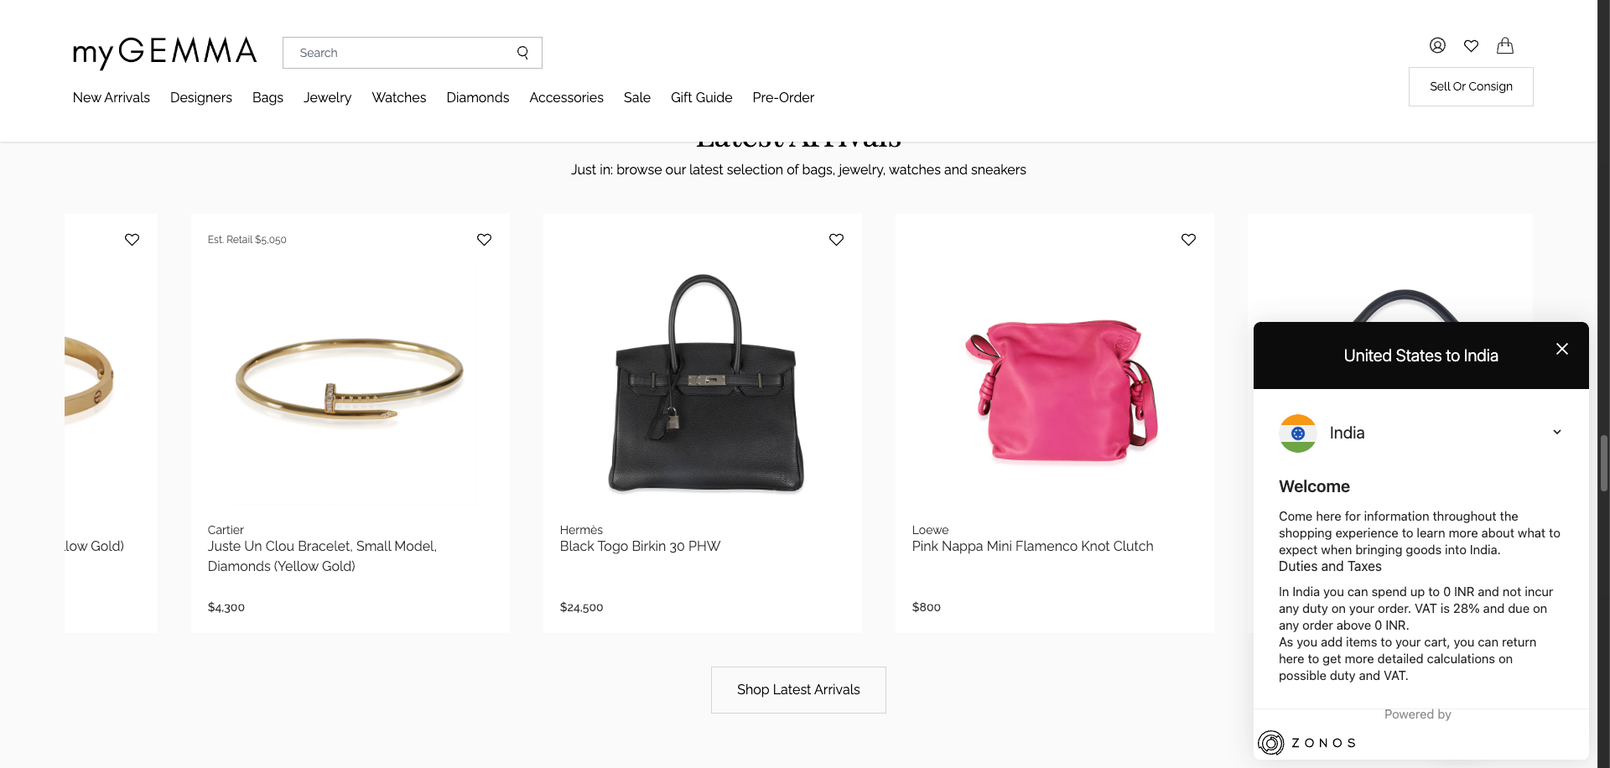 myGEMMA
Search
Sell Or Consign
New Arrivals Designers Bags Jewelry Watches Diamonds Accessories Sale Gift Guide Pre-Order
Latest Arrivals
Just in: browse our latest selection of bags, jewelry, watches and sneakers
low Gold)
Est. Retail $5,050
Cartier
Juste Un Clou Bracelet, Small Model,
Diamonds (Yellow Gold)
$4,300
Hermès
Black Togo Birkin 30 PHW
$24,500
Loewe
Pink Nappa Mini Flamenco Knot Clutch
$800
Shop Latest Arrivals
United States to India
India
Welcome
Come here for information throughout the
shopping experience to learn more about what to
expect when bringing goods into India.
Duties and Taxes
In India you can spend up to 0 INR and not incur
any duty on your order. VAT is 28% and due on
any order above 0 INR.
As you add items to your cart, you can return
here to get more detailed calculations on
possible duty and VAT.
Powered by
ZONOS